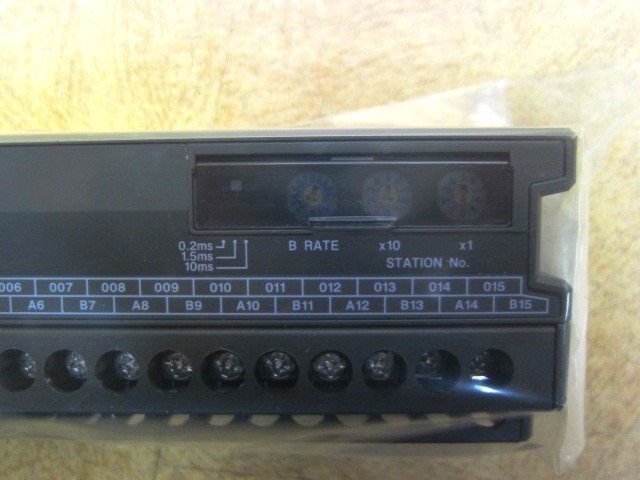 0.2ms B RATE x10 x1
1.5ms
10ms STATION No.
006 007 008 009 010 011 012 013 014 015
A6 B7 A8 B9 A10 B11 A12 B13 A14 B15